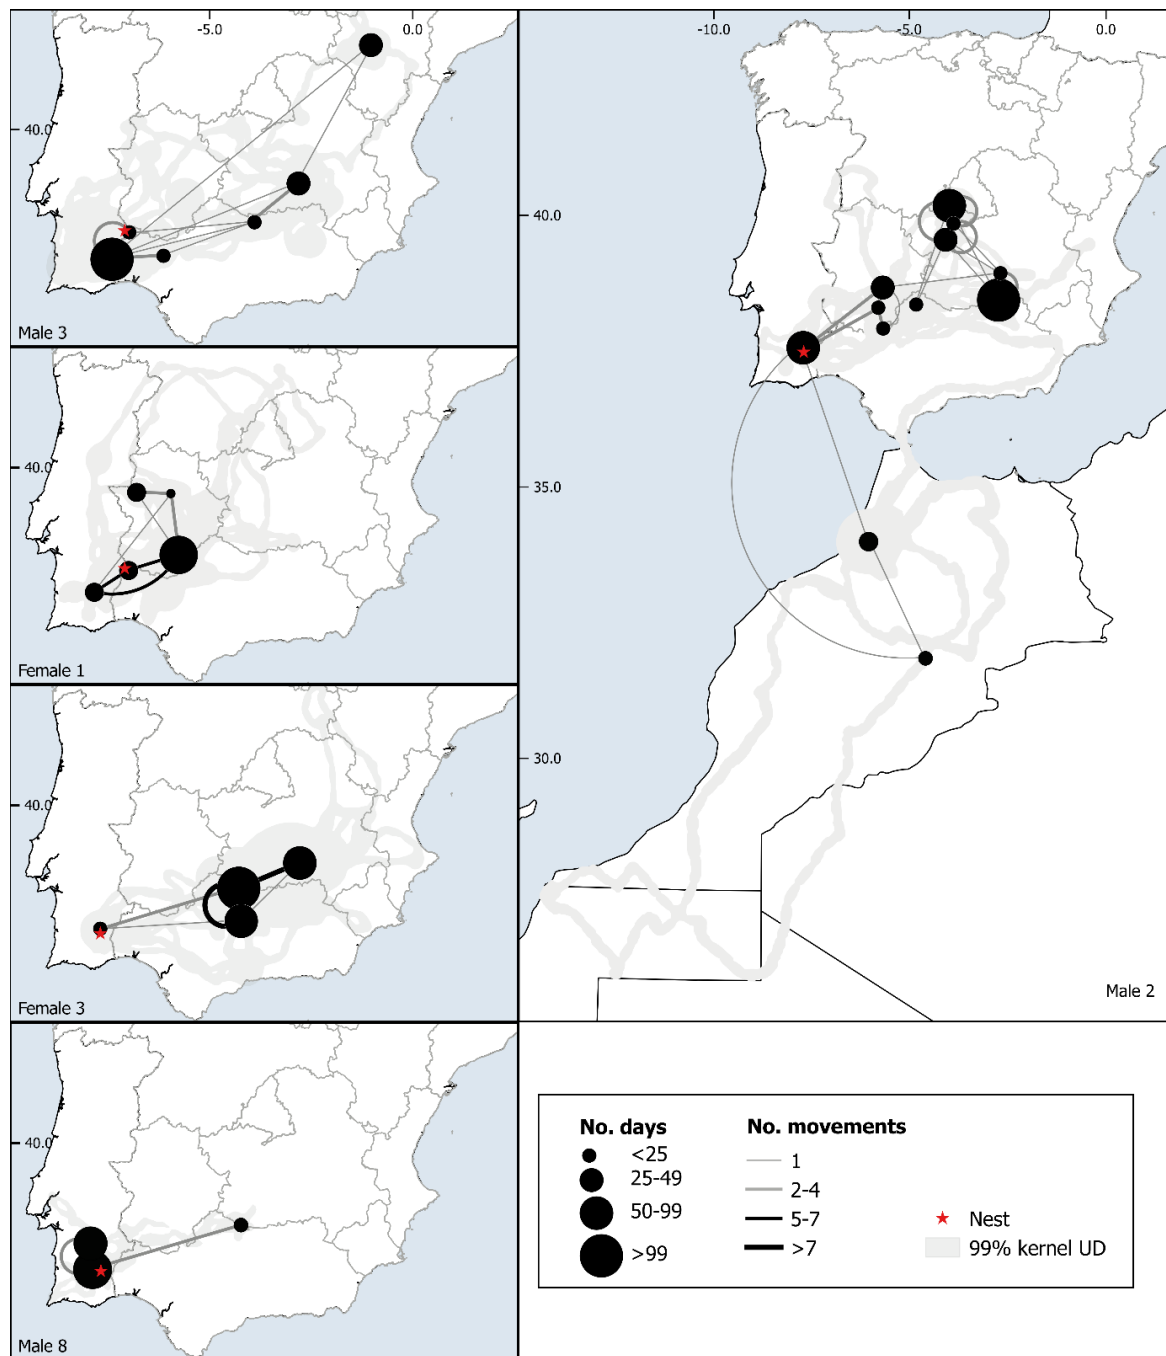 -5.0 0.0
40.0
Male 3
40.0
Female 1
40.0
Female 3
40.0
Male 8
-10.0 -5.0 0.0
40.0
35.0
30.0
Male 2
No. days
<25
25-49
50-99
>99
No. movements
1
2-4
5-7
>7
Nest
99% kernel UD